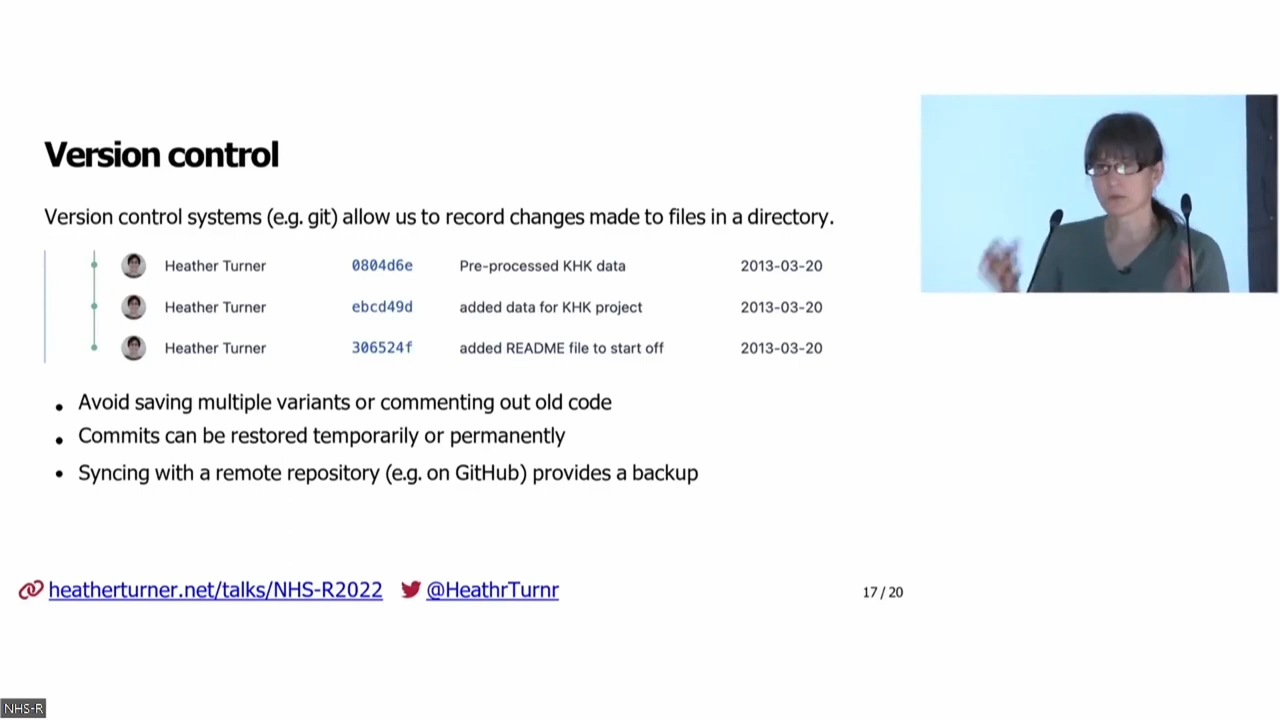 Version control
Version control systems (e.g. git) allow us to record changes made to files in a directory.
Heather Turner 0804d6e Pre-processed KHK data 2013-03-20
Heather Turner ebcd49d added data for KHK project 2013-03-20
Heather Turner 306524f added README file to start off 2013-03-20
• Avoid saving multiple variants or commenting out old code
• Commits can be restored temporarily or permanently
• Syncing with a remote repository (e.g. on GitHub) provides a backup
heatherturner.net/talks/NHS-R2022 @HeathrTurnr 17 / 20
NHS-R